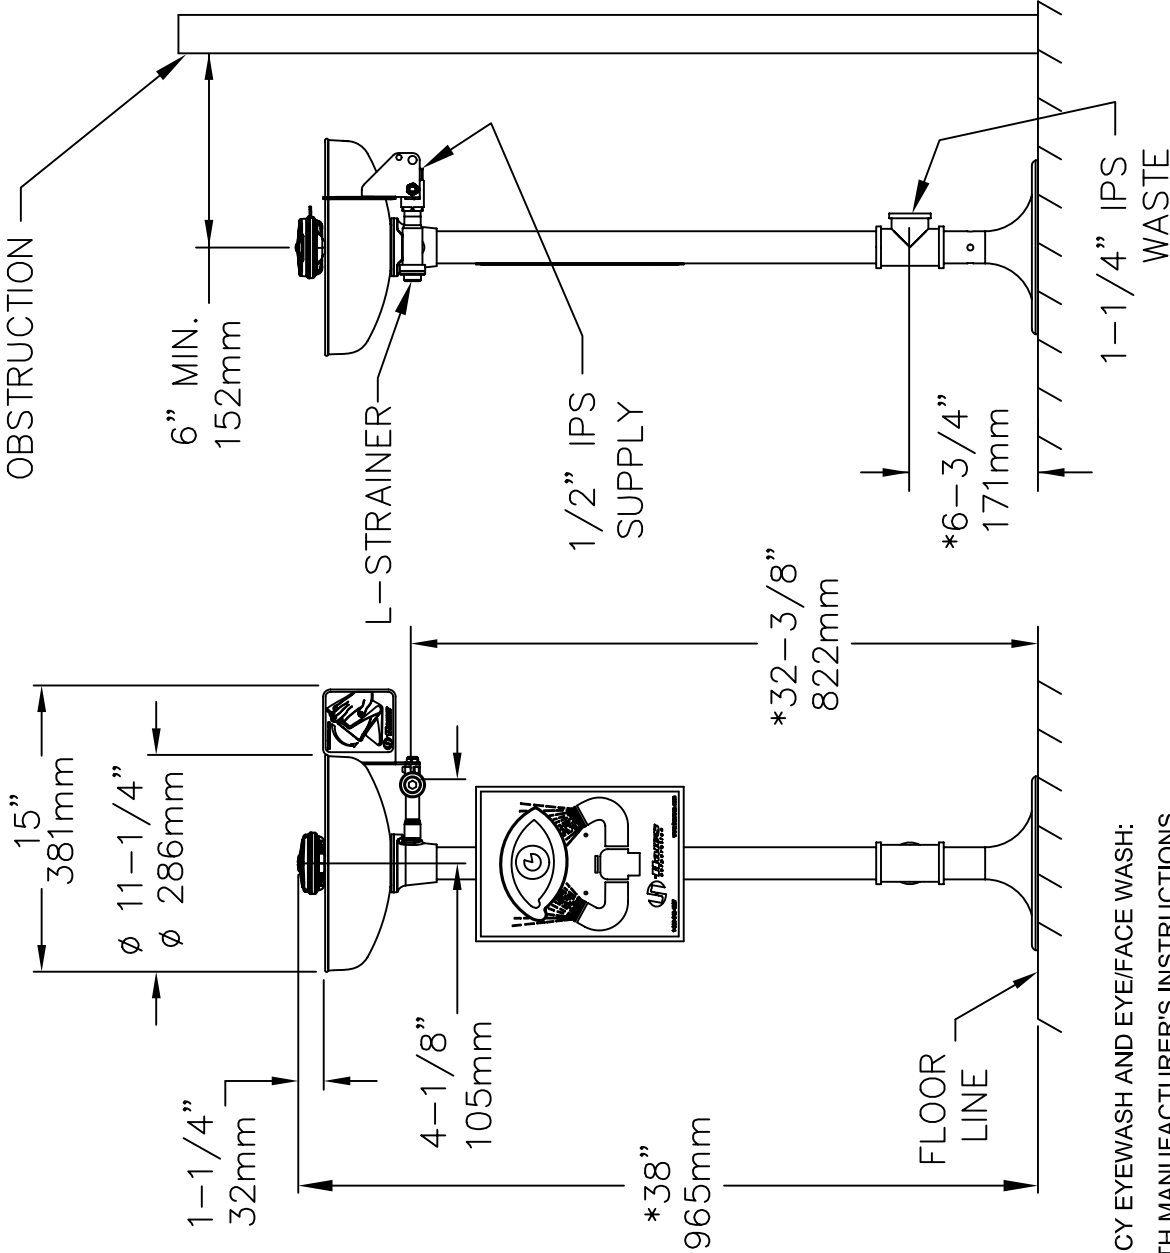 OBSTRUCTION
6” MIN.
152mm
L–STRAINER
1/2” IPS
SUPPLY
1–1/4” IPS
WASTE
*6–3/4”
171mm
15”
381mm
ø 11–1/4”
ø 286mm
1–1/4”
32mm
4–1/8”
105mm
*32–3/8”
822mm
*38”
965mm
FLOOR
LINE
CY EYEWASH AND EYE/FACE WASH:
TH MANUFACTURER'S INSTRUCTIONS